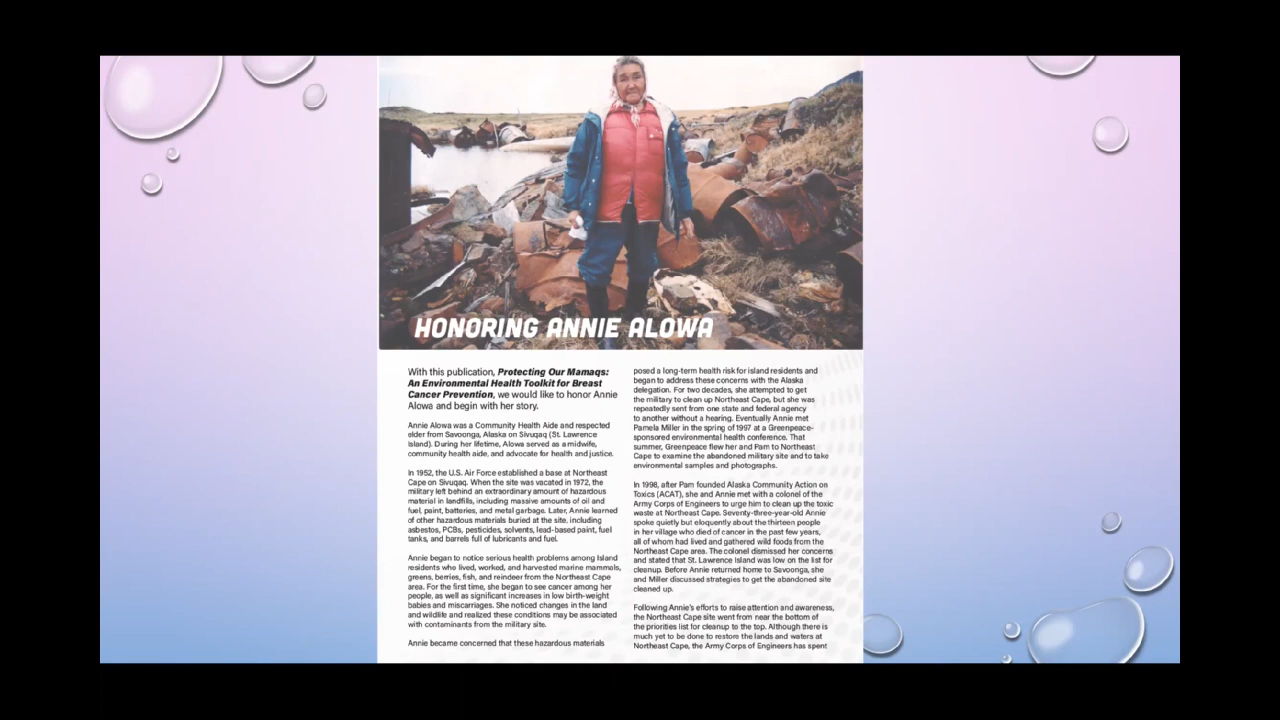 HONORING ANNIE ALOWA
With this publication, Protecting Our Mamaqs:
An Environmental Health Toolkit for Breast
Cancer Prevention, we would like to honor Annie
Alowa and begin with her story.
Annie Alowa was a Community Health Aide and respected
elder from Savoonga, Alaska on Sivuqaq (St. Lawrence
Island). During her lifetime, Alowa served as a midwife,
community health aide, and advocate for health and justice.
In 1952, the U.S. Air Force established a base at Northeast
Cape on Sivuqaq. When the site was vacated in 1972, the
military left behind an extraordinary amount of hazardous
material in landfills, including massive amounts of oil and
fuel, paint, batteries, and metal garbage. Later, Annie learned
of other hazardous materials buried at the site, including
asbestos, PCBs, pesticides, solvents, lead-based paint, fuel
tanks, and barrels full of lubricants and fuel.
Annie began to notice serious health problems among Island
residents who lived, worked, and harvested marine mammals,
greens, berries, fish, and reindeer from the Northeast Cape
area. For the first time, she began to see cancer among her
people, as well as significant increases in low birth-weight
babies and miscarriages. She noticed changes in the land
and wildlife and realized these conditions may be associated
with contaminants from the military site.
Annie became concerned that these hazardous materials
posed a long-term health risk for island residents and
began to address these concerns with the Alaska
delegation. For two decades, she attempted to get
the military to clean up Northeast Cape, but she was
repeatedly sent from one state and federal agency
to another without a hearing. Eventually Annie met
Pamela Miller in the spring of 1997 at a Greenpeace-
sponsored environmental health conference. That
summer, Greenpeace flew her and Pam to Northeast
Cape to examine the abandoned military site and to take
environmental samples and photographs.
In 1998, after Pam founded Alaska Community Action on
Toxics (ACAT), she and Annie met with a colonel of the
Army Corps of Engineers to urge him to clean up the toxic
waste at Northeast Cape. Seventy-three-year-old Annie
spoke quietly but eloquently about the thirteen people
in her village who died of cancer in the past few years,
all of whom had lived and gathered wild foods from the
Northeast Cape area. The colonel dismissed her concerns
and stated that St. Lawrence Island was low on the list for
cleanup. Before Annie returned home to Savoonga, she
and Miller discussed strategies to get the abandoned site
cleaned up.
Following Annie's efforts to raise attention and awareness,
the Northeast Cape site went from near the bottom of
the priorities list for cleanup to the top. Although there is
much yet to be done to restore the lands and waters at
Northeast Cape, the Army Corps of Engineers has spent